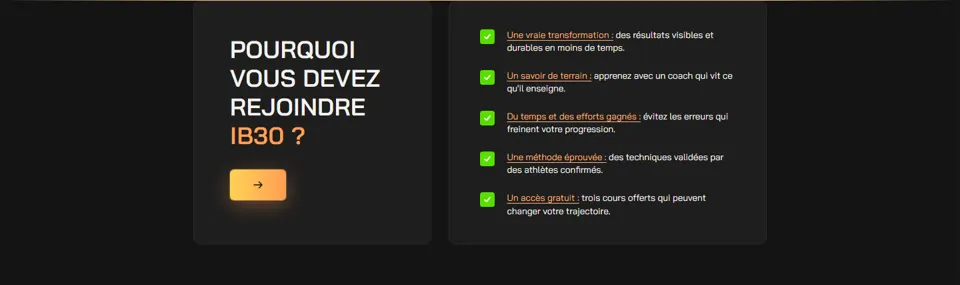 POURQUOI
VOUS DEVEZ
REJOINDRE
IB30 ?
→
Une vraie transformation : des résultats visibles et
durables en moins de temps.
Un savoir de terrain : apprenez avec un coach qui vit ce
qu'il enseigne.
Du temps et des efforts gagnés : évitez les erreurs qui
freinent votre progression.
Une méthode éprouvée : des techniques validées par
des athlètes confirmés.
Un accès gratuit : trois cours offerts qui peuvent
changer votre trajectoire.